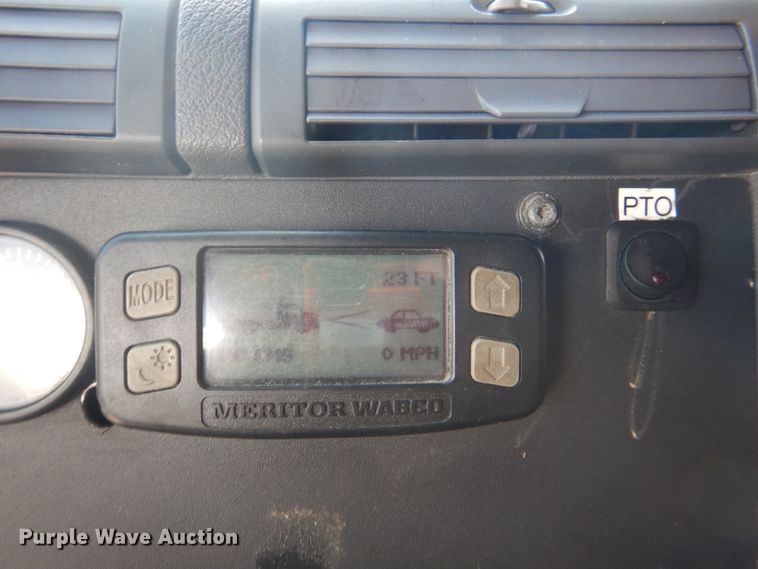 PTO
MODE
23 FT
0 MPH
MERITOR WABCO
Purple Wave Auction